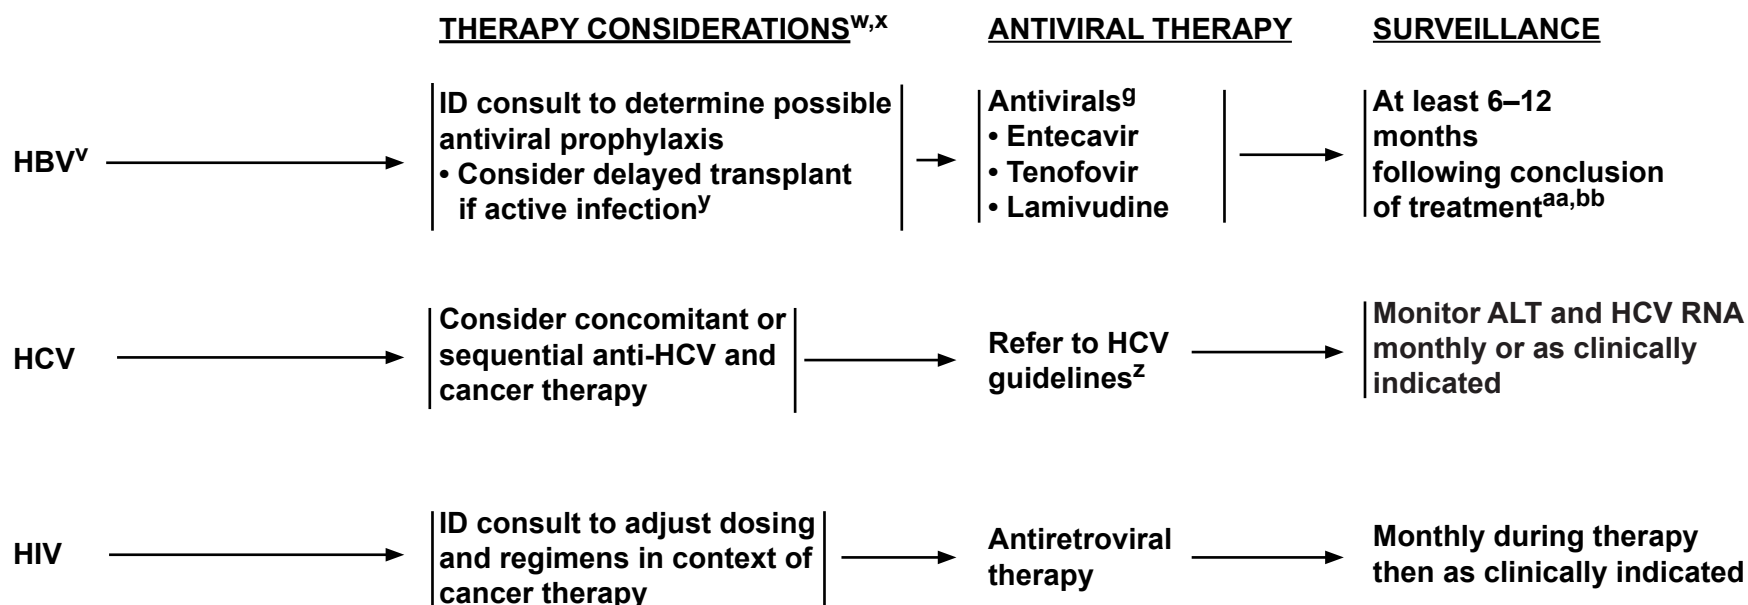 THERAPY CONSIDERATIONSw,x
ANTIVIRAL THERAPY
SURVEILLANCE
HBVv
ID consult to determine possible
antiviral prophylaxis
• Consider delayed transplant
if active infectiony
Antiviralsg
• Entecavir
• Tenofovir
• Lamivudine
At least 6–12
months
following conclusion
of treatmentaa,bb
HCV
Consider concomitant or
sequential anti-HCV and
cancer therapy
Refer to HCV
guidelinesz
Monitor ALT and HCV RNA
monthly or as clinically
indicated
HIV
ID consult to adjust dosing
and regimens in context of
cancer therapy
Antiretroviral
therapy
Monthly during therapy
then as clinically indicated